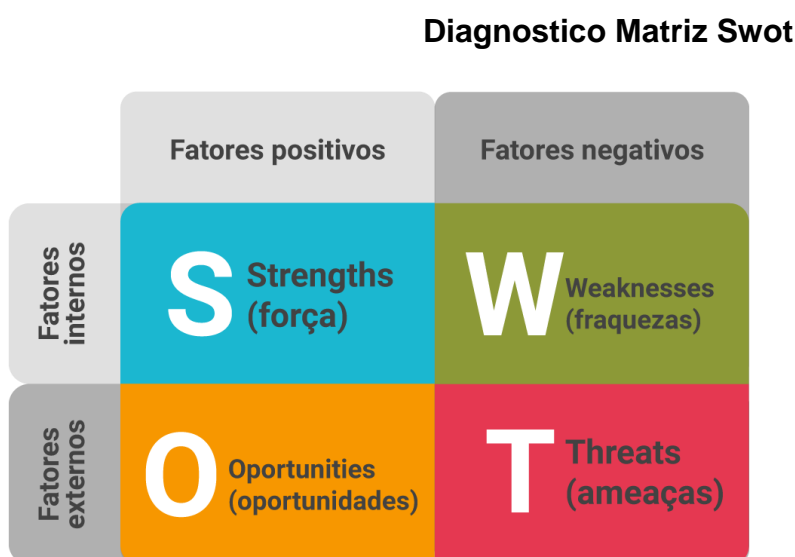 Diagnostico Matriz Swot
Fatores positivos
Fatores negativos
Fatores
internos
S
Strengths
(força)
W
Weaknesses
(fraquezas)
Fatores
externos
O
Oportunities
(oportunidades)
T
Threats
(ameaças)